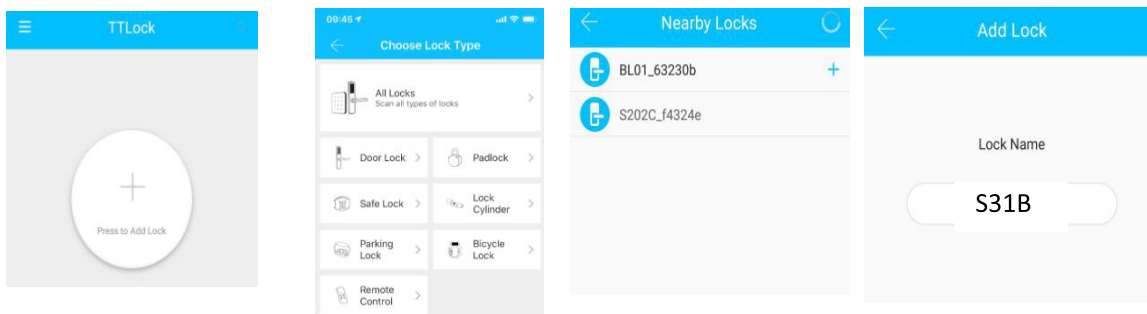 TTLock
Press to Add Lock
09:45
Choose Lock Type
All Locks
Scan all types of locks
Door Lock
Padlock
Safe Lock
Lock
Cylinder
Parking
Lock
Bicycle
Lock
Remote
Control
Nearby Locks
BL01_63230b
S202C_f4324e
Add Lock
Lock Name
S31B